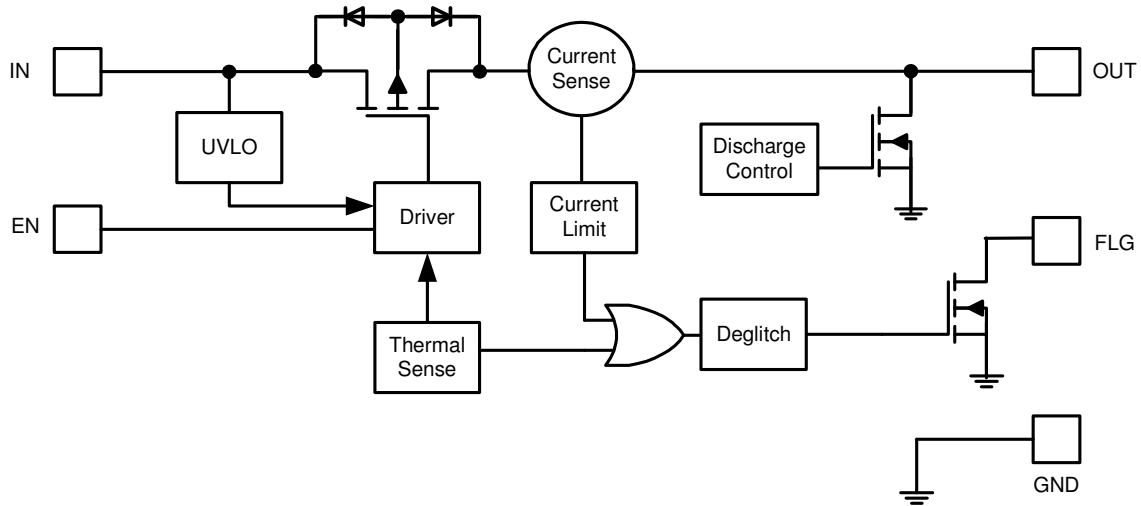 IN
Current
Sense
OUT
UVLO
Discharge
Control
EN
Driver
Current
Limit
FLG
Thermal
Sense
Deglitch
GND